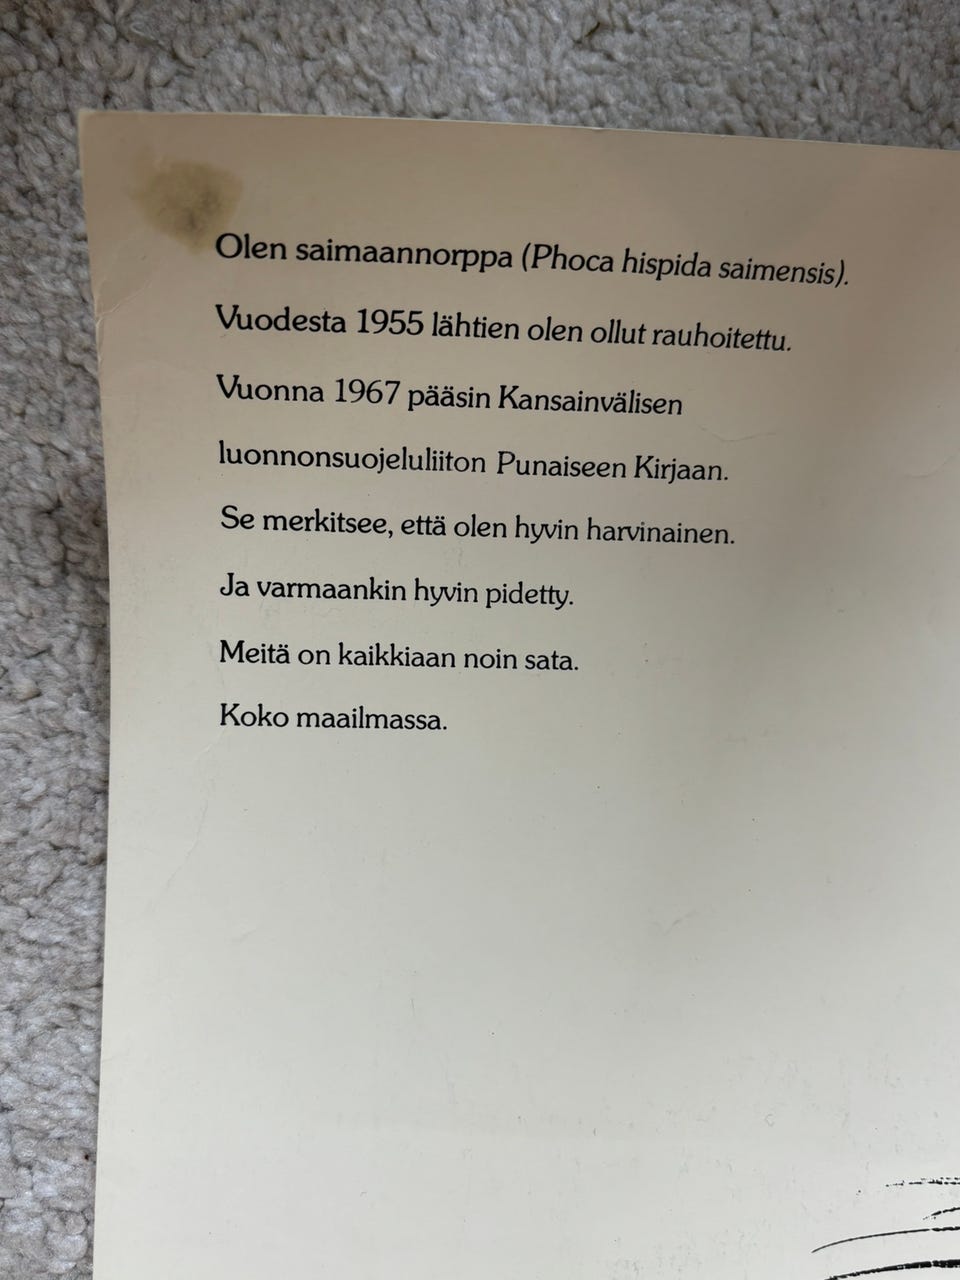 Olen saimaannorppa (Phoca hispida saimensis).
Vuodesta 1955 lähtien olen ollut rauhoitettu.
Vuonna 1967 pääsin Kansainvälisen
luonnonsuojeluliiton Punaiseen Kirjaan.
Se merkitsee, että olen hyvin harvinainen.
Ja varmaankin hyvin pidetty.
Meitä on kaikkiaan noin sata.
Koko maailmassa.